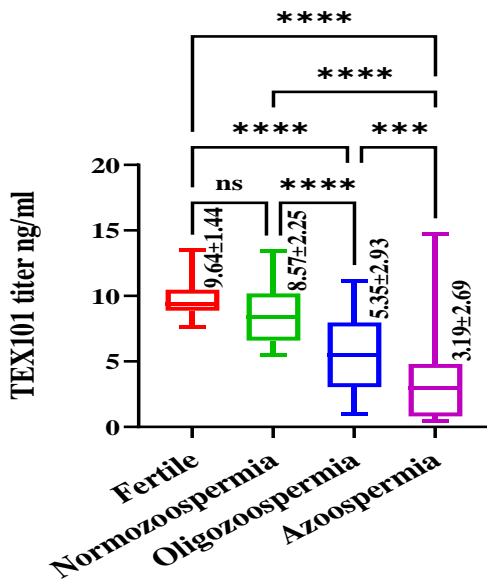 ****
****
**** ***
ns ****
TEX101 titer ng/ml
20
15
10
5
0
9.64±1.44
8.57±2.25
5.35±2.93
3.19±2.69
Fertile
Normozoospermia
Oligozoospermia
Azoospermia